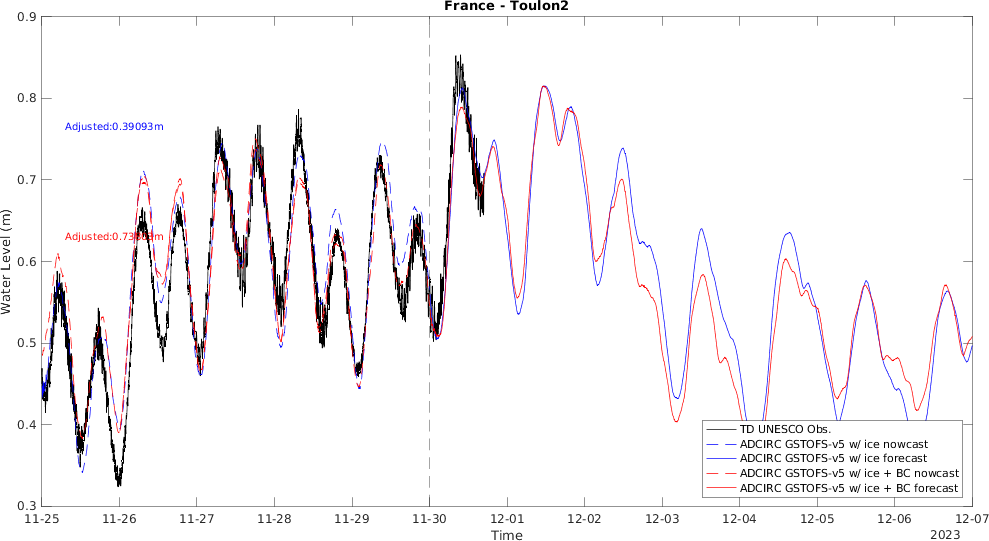 France - Toulon2
0.9
0.8
0.7
0.6
0.5
0.4
0.3
Water Level (m)
Adjusted:0.39093m
11-25
11-26
11-27
11-28
11-29
11-30
12-01
12-02
12-03
12-04
12-05
12-06
12-07
Time
2023
TD UNESCO Obs.
ADCIRC GSTOFS-v5 w/ ice nowcast
ADCIRC GSTOFS-v5 w/ ice forecast
ADCIRC GSTOFS-v5 w/ ice + BC nowcast
ADCIRC GSTOFS-v5 w/ ice + BC forecast